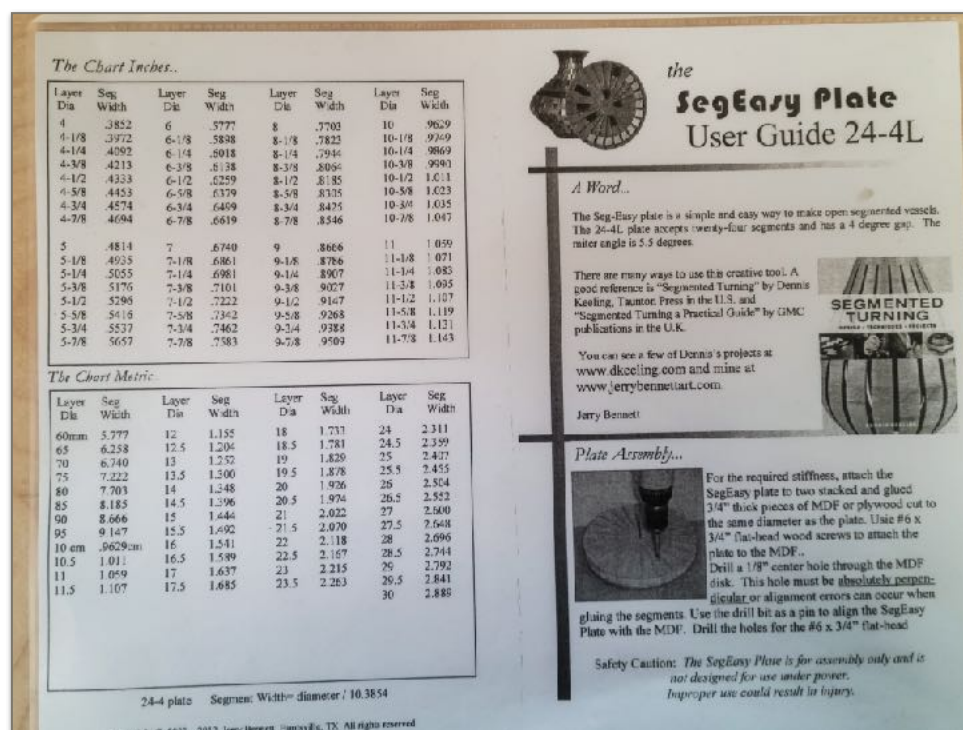 The Chart Inches..
Layer Dia Seg Width Layer Dia Seg Width Layer Dia Seg Width Layer Dia Seg Width
4 .3852 6 .5777 8 .7703 10 .9629
4-1/8 .3972 6-1/8 .5898 8-1/8 .7823 10-1/8 .9749
4-1/4 .4092 6-1/4 .6018 8-1/4 .7944 10-1/4 .9869
4-3/8 .4213 6-3/8 .6138 8-3/8 .8064 10-3/8 .9990
4-1/2 .4333 6-1/2 .6259 8-1/2 .8185 10-1/2 1.011
4-5/8 .4453 6-5/8 .6379 8-5/8 .8305 10-5/8 1.023
4-3/4 .4574 6-3/4 .6499 8-3/4 .8425 10-3/4 1.035
4-7/8 .4694 6-7/8 .6619 8-7/8 .8546 10-7/8 1.047
5 .4814 7 .6740 9 .8666 11 1.059
5-1/8 .4935 7-1/8 .6861 9-1/8 .8786 11-1/8 1.071
5-1/4 .5055 7-1/4 .6981 9-1/4 .8907 11-1/4 1.083
5-3/8 .5176 7-3/8 .7101 9-3/8 .9027 11-3/8 1.095
5-1/2 .5296 7-1/2 .7222 9-1/2 .9147 11-1/2 1.107
5-5/8 .5416 7-5/8 .7342 9-5/8 .9268 11-5/8 1.119
5-3/4 .5537 7-3/4 .7462 9-3/4 .9388 11-3/4 1.131
5-7/8 .5657 7-7/8 .7583 9-7/8 .9509 11-7/8 1.143
The Chart Metric..
Layer Dia Seg Width Layer Dia Seg Width Layer Dia Seg Width Layer Dia Seg Width
60mm 5.777 12 1.155 18 1.733 24 2.311
65 6.258 12.5 1.204 18.5 1.781 24.5 2.359
70 6.740 13 1.252 19 1.829 25 2.407
75 7.222 13.5 1.300 19.5 1.878 25.5 2.455
80 7.703 14 1.348 20 1.926 26 2.504
85 8.185 14.5 1.396 20.5 1.974 26.5 2.552
90 8.666 15 1.444 21 2.022 27 2.600
95 9.147 15.5 1.492 21.5 2.070 27.5 2.648
10 cm .9629cm 16 1.541 22 2.118 28 2.696
10.5 1.011 16.5 1.589 22.5 2.167 28.5 2.744
11 1.059 17 1.637 23 2.215 29 2.792
11.5 1.107 17.5 1.685 23.5 2.263 29.5 2.841
30 2.889
24-4 plate Segment Width= diameter / 10.3854
2012 Jerry Bennett, Huntsville, TX All rights reserved
the
SegEasy Plate
User Guide 24-4L
A Word...
The Seg-Easy plate is a simple and easy way to make open segmented vessels.
The 24-4L plate accepts twenty-four segments and has a 4 degree gap. The
miter angle is 5.5 degrees.
There are many ways to use this creative tool. A
good reference is "Segmented Turning" by Dennis
Keeling, Taunton Press in the U.S. and
"Segmented Turning a Practical Guide" by GMC
publications in the U.K.
You can see a few of Dennis's projects at
www.dkeeling.com and mine at
www.jerrybennettart.com.
Jerry Bennett
SEGMENTED
TURNING
DESIGN • TECHNIQUES • PROJECTS
Plate Assembly...
For the required stiffness, attach the
SegEasy plate to two stacked and glued
3/4" thick pieces of MDF or plywood cut to
the same diameter as the plate. Use #6 x
3/4" flat-head wood screws to attach the
plate to the MDF..
Drill a 1/8" center hole through the MDF
disk. This hole must be absolutely perpen-
dicular or alignment errors can occur when
gluing the segments. Use the drill bit as a pin to align the SegEasy
Plate with the MDF. Drill the holes for the #6 x 3/4" flat-head
Safety Caution: The SegEasy Plate is for assembly only and is
not designed for use under power.
Improper use could result in injury.